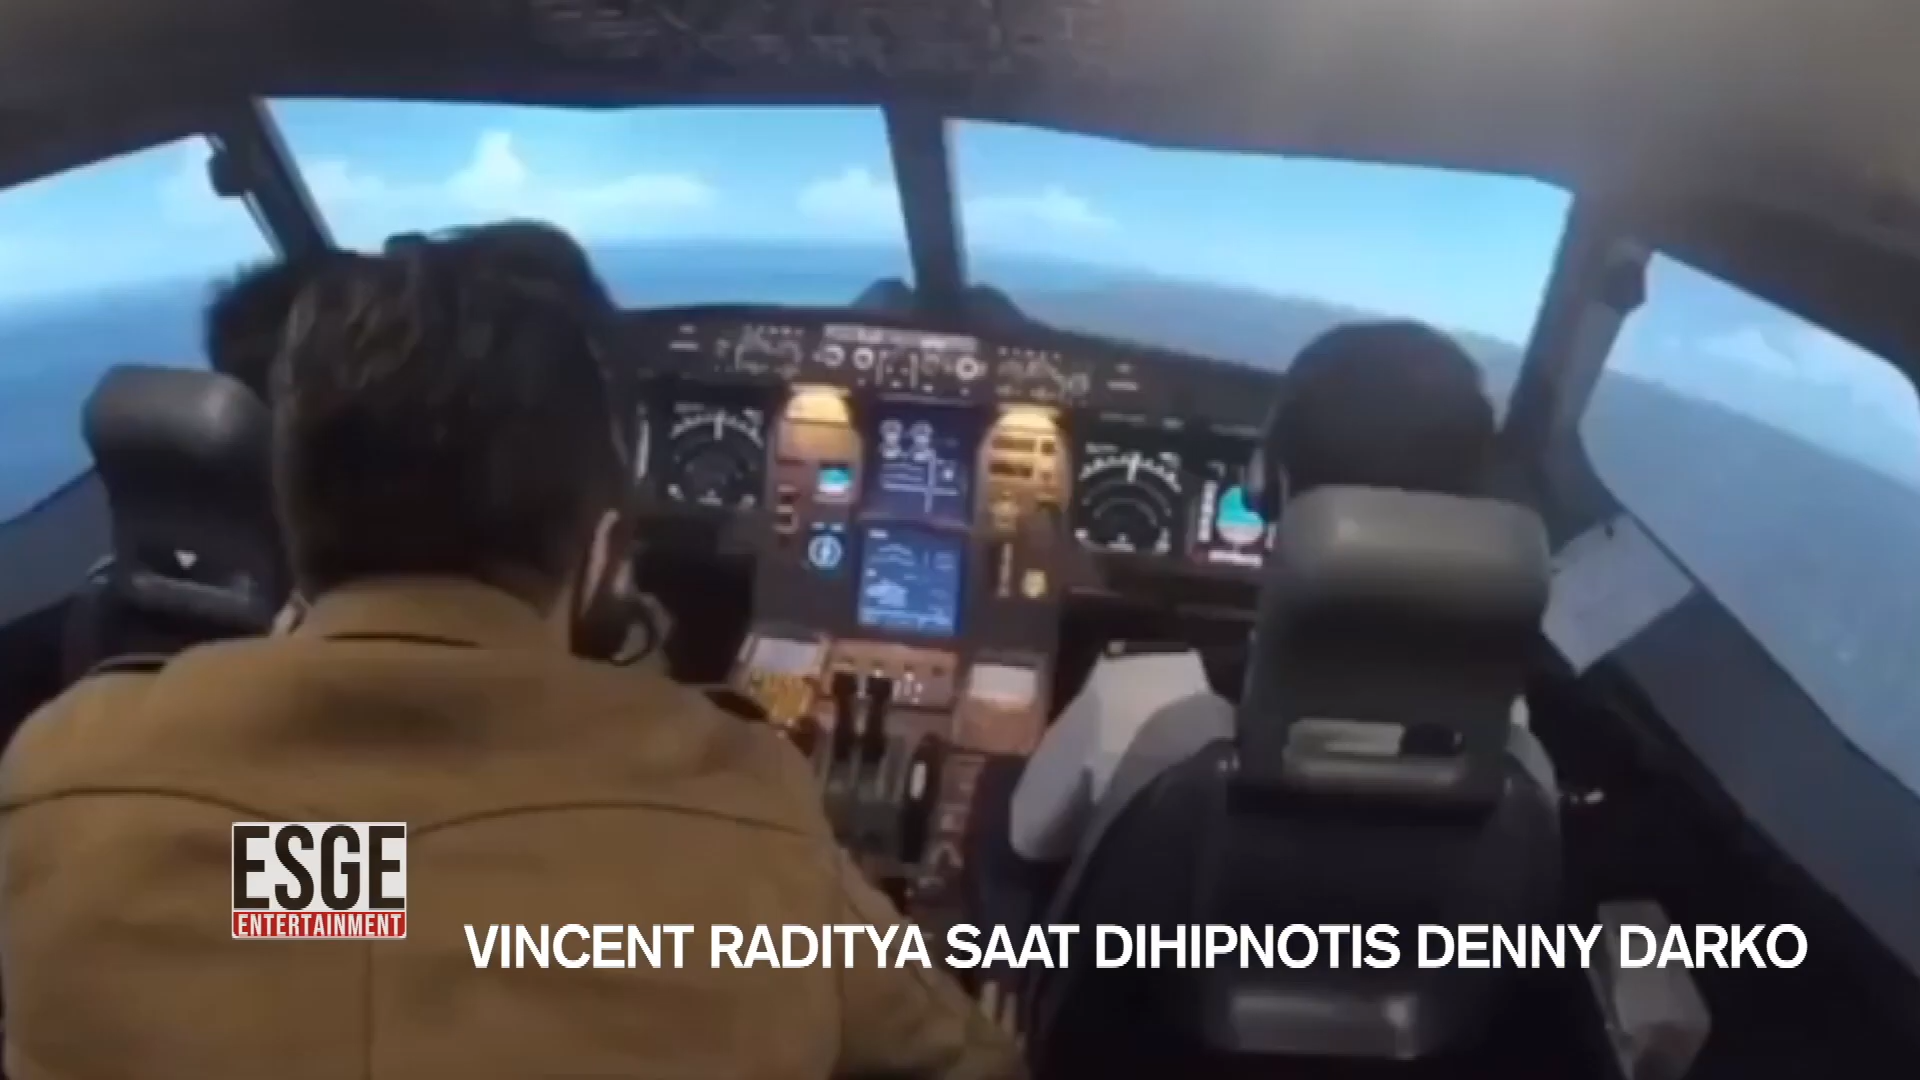 ESGE
ENTERTAINMENT
VINCENT RADITYA SAAT DIHIPNOTIS DENNY DARKO